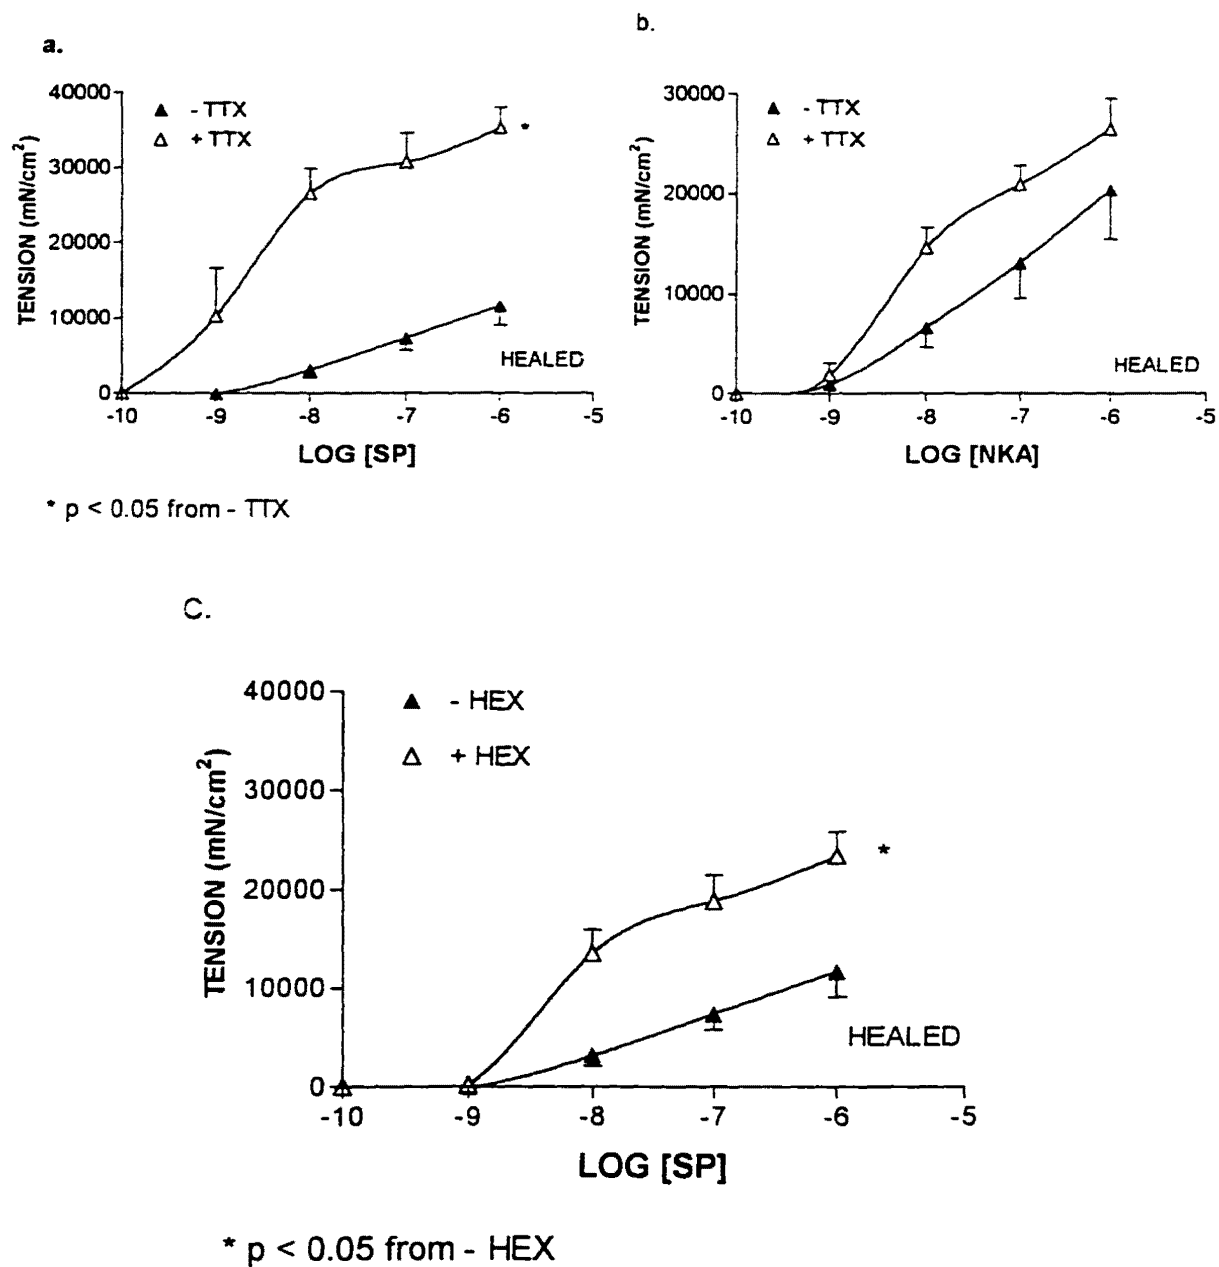 a.
40000
30000
20000
10000
0
TENSION (mN/cm²)
- TTX
+ TTX
*
HEALED
-10 -9 -8 -7 -6 -5
LOG [SP]
* p < 0.05 from - TTX
b.
30000
20000
10000
0
TENSION (mN/cm²)
- TTX
+ TTX
HEALED
-10 -9 -8 -7 -6 -5
LOG [NKA]
C.
40000
30000
20000
10000
0
TENSION (mN/cm²)
- HEX
+ HEX
*
HEALED
-10 -9 -8 -7 -6 -5
LOG [SP]
* p < 0.05 from - HEX